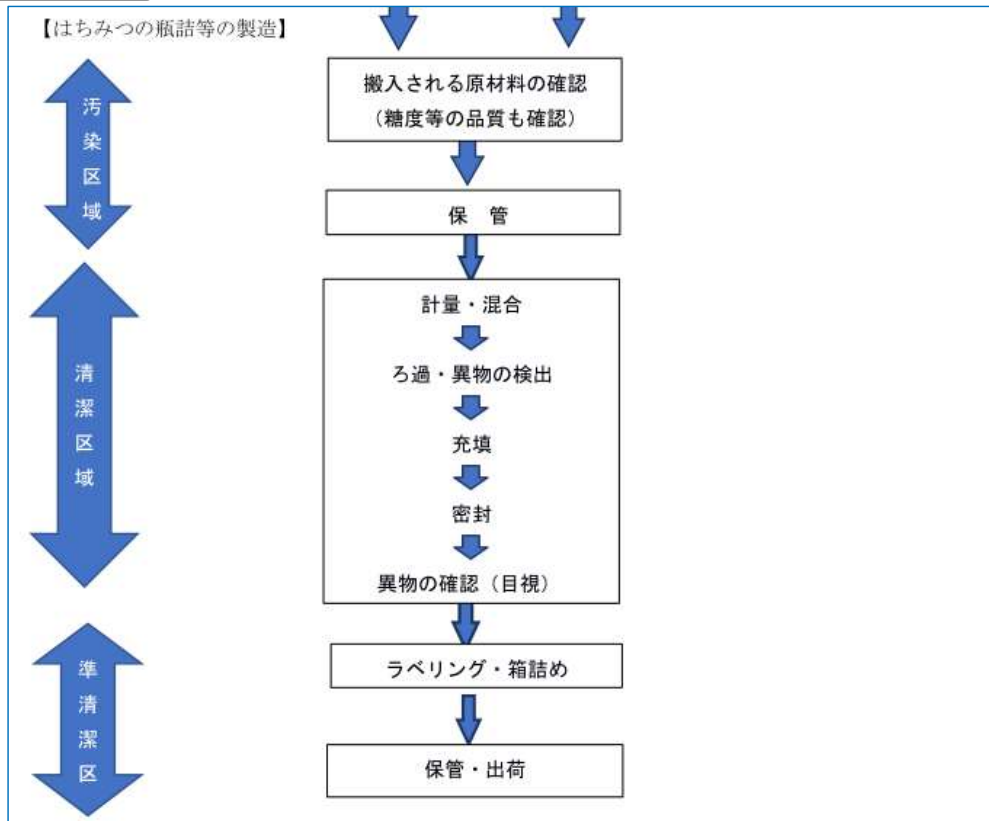 【はちみつの瓶詰等の製造】
搬入される原材料の確認
(糖度等の品質も確認)
汚染区域
保 管
計量・混合
ろ過・異物の検出
清潔区域
充填
密封
異物の確認(目視)
ラベリング・箱詰め
準清潔区
保管・出荷